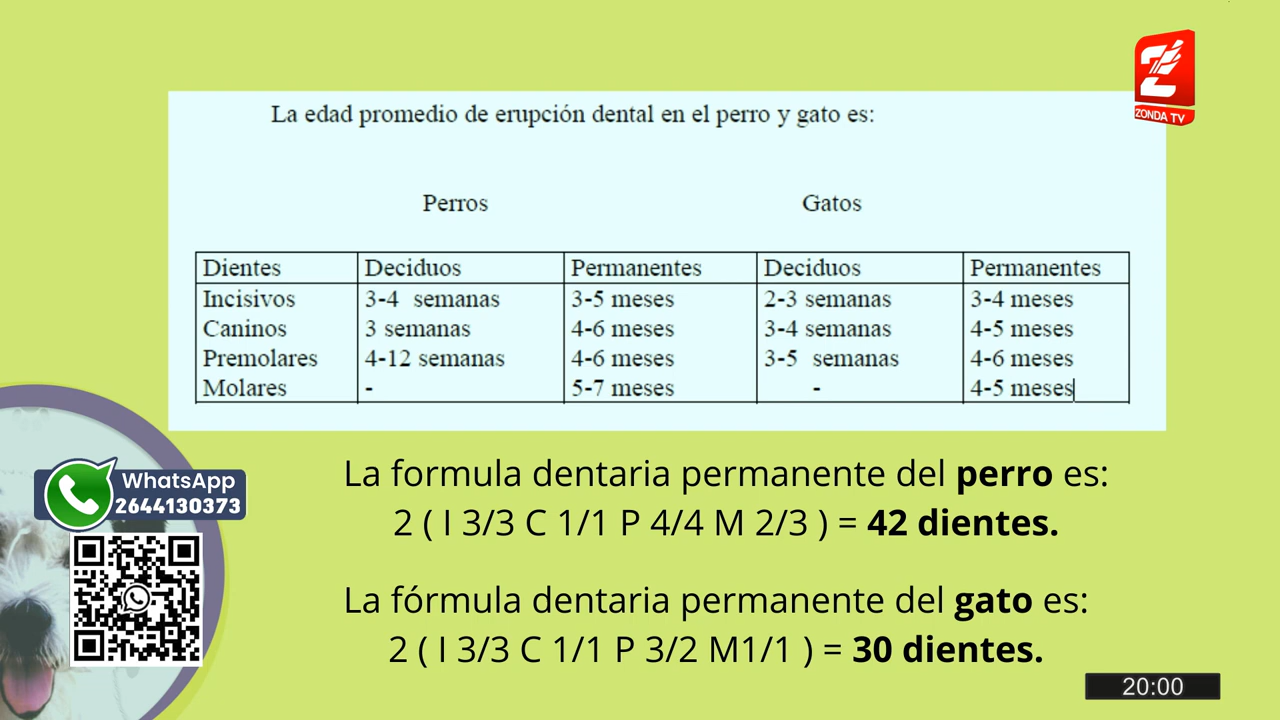 ZONDA TV
La edad promedio de erupción dental en el perro y gato es:
Perros Gatos
Dientes Deciduos Permanentes Deciduos Permanentes
Incisivos 3-4 semanas 3-5 meses 2-3 semanas 3-4 meses
Caninos 3 semanas 4-6 meses 3-4 semanas 4-5 meses
Premolares 4-12 semanas 4-6 meses 3-5 semanas 4-6 meses
Molares - 5-7 meses - 4-5 meses
La formula dentaria permanente del perro es:
2 ( I 3/3 C 1/1 P 4/4 M 2/3 ) = 42 dientes.
La fórmula dentaria permanente del gato es:
2 ( I 3/3 C 1/1 P 3/2 M1/1 ) = 30 dientes.
WhatsApp
2644130373
20:00